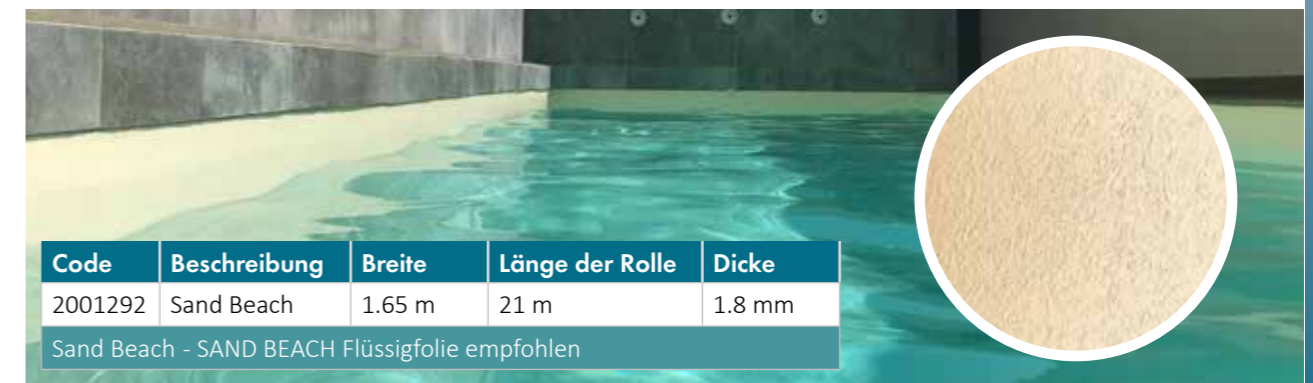 Code Beschreibung Breite Länge der Rolle Dicke
2001292 Sand Beach 1.65 m 21 m 1.8 mm
Sand Beach - SAND BEACH Flüssigfolie empfohlen